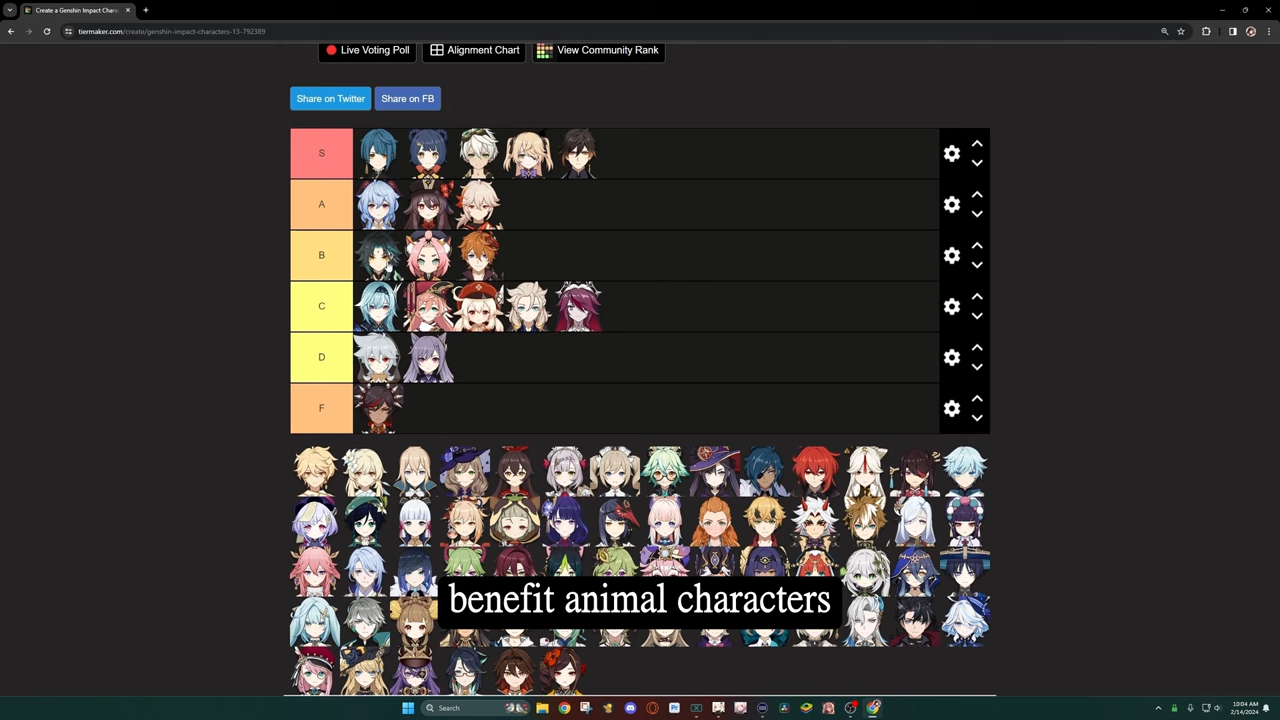 Create a Genshin Impact Char
tiermaker.com/create/genshin-impact-characters-13-792389
Live Voting Poll
Alignment Chart
View Community Rank
Share on Twitter
Share on FB
S
A
B
C
D
F
benefit animal characters
Search
10:04 AM
2/14/2024